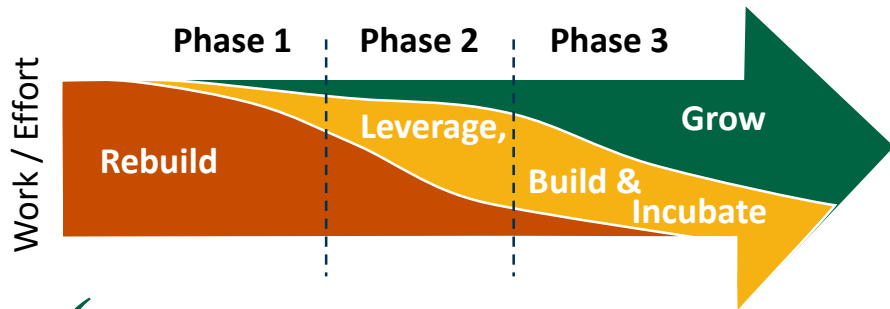 Phase 1
Phase 2
Phase 3
Work / Effort
Rebuild
Leverage,
Build &
Incubate
Grow